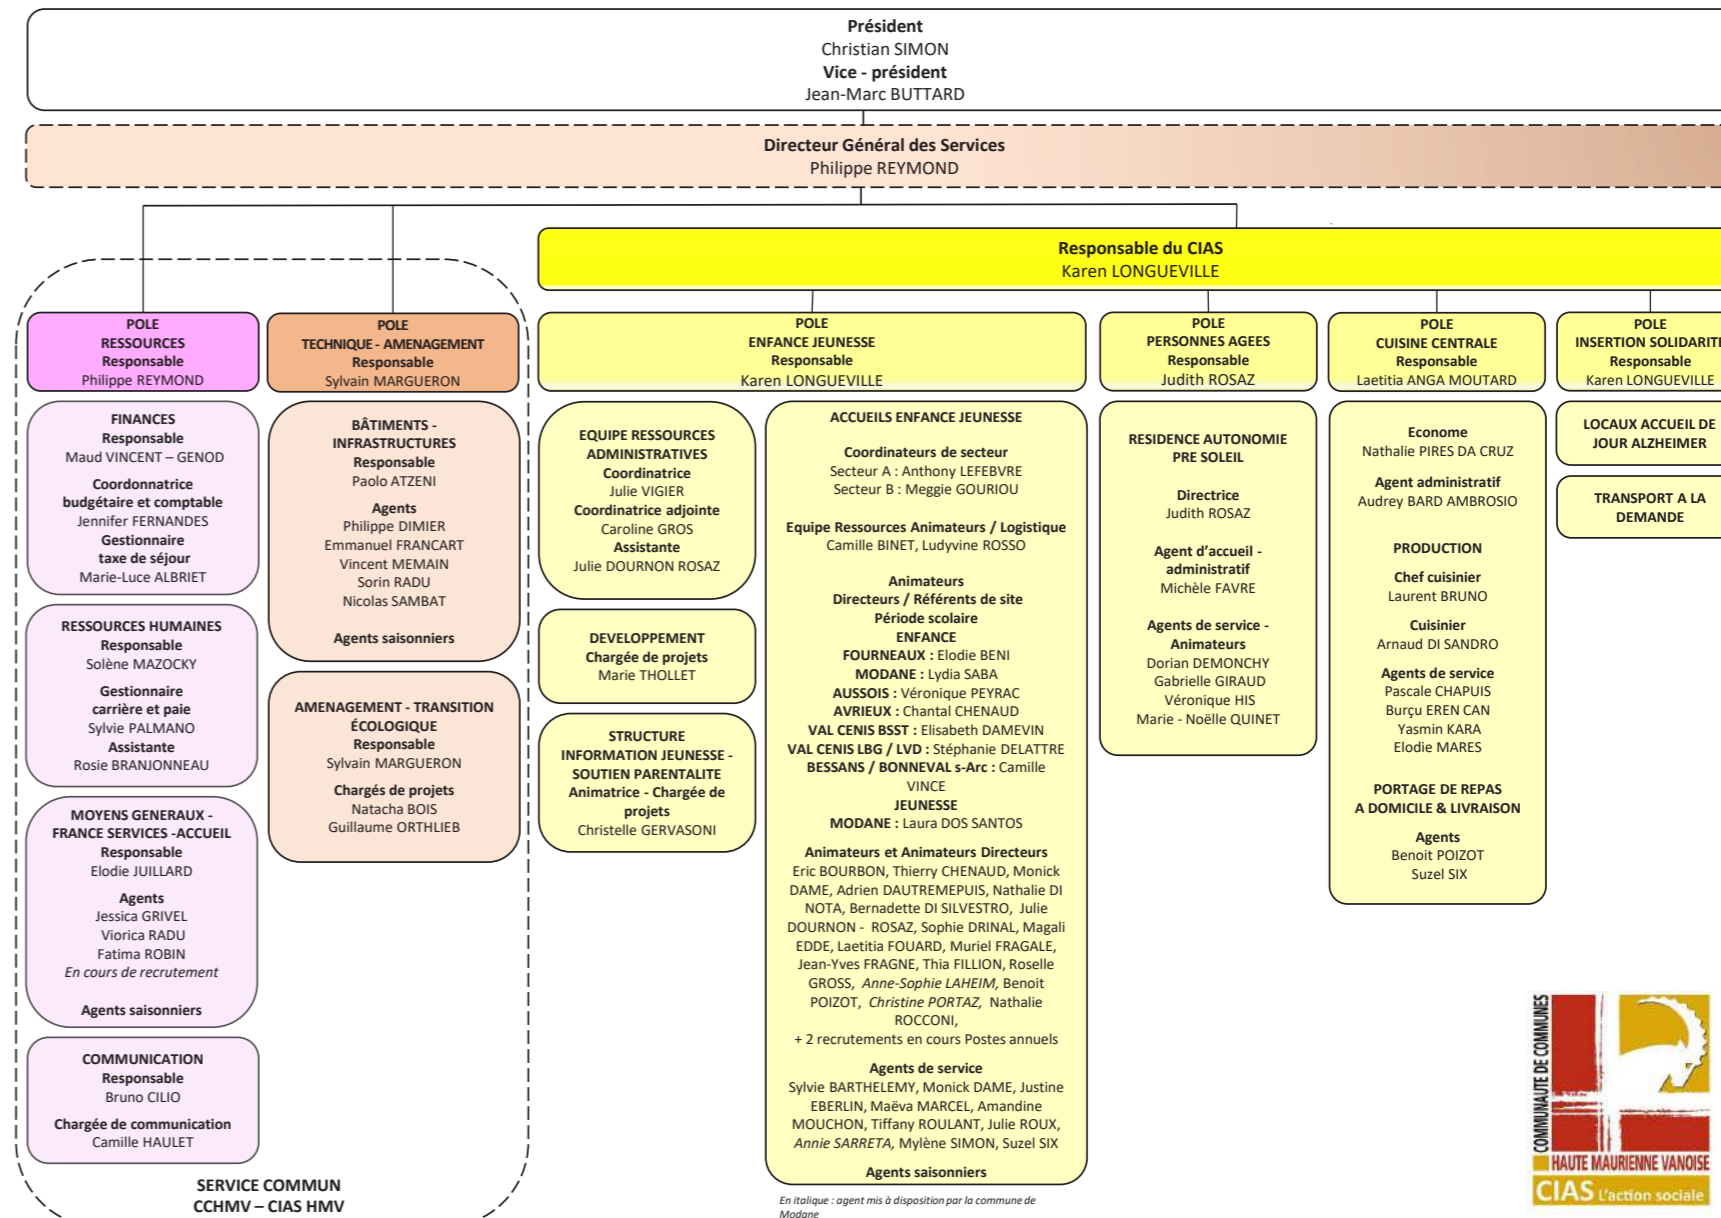 Président
Christian SIMON
Vice - président
Jean-Marc BUTTARD
Directeur Général des Services
Philippe REYMOND
Responsable du CIAS
Karen LONGUEVILLE
POLE
RESSOURCES
Responsable
Philippe REYMOND
POLE
TECHNIQUE - AMENAGEMENT
Responsable
Sylvain MARGUERON
POLE
ENFANCE JEUNESSE
Responsable
Karen LONGUEVILLE
POLE
PERSONNES AGEES
Responsable
Judith ROSAZ
POLE
CUISINE CENTRALE
Responsable
Laetitia ANGA MOUTARD
POLE
INSERTION SOLIDARITE
Responsable
Karen LONGUEVILLE
FINANCES
Responsable
Maud VINCENT – GENOD
Coordonnatrice
budgétaire et comptable
Jennifer FERNANDES
Gestionnaire
taxe de séjour
Marie-Luce ALBRIET
RESSOURCES HUMAINES
Responsable
Solène MAZOCKY
Gestionnaire
carrière et paie
Sylvie PALMANO
Assistante
Rosie BRANJONNEAU
MOYENS GENERAUX -
FRANCE SERVICES -ACCUEIL
Responsable
Elodie JUILLARD
Agents
Jessica GRIVEL
Viorica RADU
Fatima ROBIN
En cours de recrutement
Agents saisonniers
COMMUNICATION
Responsable
Bruno CILIO
Chargée de communication
Camille HAULET
BÂTIMENTS -
INFRASTRUCTURES
Responsable
Paolo ATZENI
Agents
Philippe DIMIER
Emmanuel FRANCART
Vincent MEMAIN
Sorin RADU
Nicolas SAMBAT
Agents saisonniers
AMENAGEMENT - TRANSITION
ÉCOLOGIQUE
Responsable
Sylvain MARGUERON
Chargés de projets
Natacha BOIS
Guillaume ORTHLIEB
SERVICE COMMUN
CCHMV – CIAS HMV
EQUIPE RESSOURCES
ADMINISTRATIVES
Coordinatrice
Julie VIGIER
Coordinatrice adjointe
Caroline GROS
Assistante
Julie DOURNON ROSAZ
DEVELOPPEMENT
Chargée de projets
Marie THOLLET
STRUCTURE
INFORMATION JEUNESSE -
SOUTIEN PARENTALITE
Animatrice - Chargée de
projets
Christelle GERVASONI
ACCUEILS ENFANCE JEUNESSE
Coordinateurs de secteur
Secteur A : Anthony LEFEBVRE
Secteur B : Meggie GOURIOU
Equipe Ressources Animateurs / Logistique
Camille BINET, Ludyvine ROSSO
Animateurs
Directeurs / Référents de site
Période scolaire
ENFANCE
FOURNEAUX : Elodie BENI
MODANE : Lydia SABA
AUSSOIS : Véronique PEYRAC
AVRIEUX : Chantal CHENAUD
VAL CENIS BSST : Elisabeth DAMEVIN
VAL CENIS LBG / LVD : Stéphanie DELATTRE
BESSANS / BONNEVAL s-Arc : Camille
VINCE
JEUNESSE
MODANE : Laura DOS SANTOS
Animateurs et Animateurs Directeurs
Eric BOURBON, Thierry CHENAUD, Monick
DAME, Adrien DAUTREMEPUIS, Nathalie DI
NOTA, Bernadette DI SILVESTRO, Julie
DOURNON - ROSAZ, Sophie DRINAL, Magali
EDDE, Laetitia FOUARD, Muriel FRAGALE,
Jean-Yves FRAGNE, Thia FILLION, Roselle
GROSS, Anne-Sophie LAHEIM, Benoit
POIZOT, Christine PORTAZ, Nathalie
ROCCONI,
+ 2 recrutements en cours Postes annuels
Agents de service
Sylvie BARTHELEMY, Monick DAME, Justine
EBERLIN, Maëva MARCEL, Amandine
MOUCHON, Tiffany ROULANT, Julie ROUX,
Annie SARRETA, Mylène SIMON, Suzel SIX
Agents saisonniers
En italique : agent mis à disposition par la commune de
Modane
RESIDENCE AUTONOMIE
PRE SOLEIL
Directrice
Judith ROSAZ
Agent d'accueil -
administratif
Michèle FAVRE
Agents de service -
Animateurs
Dorian DEMONCHY
Gabrielle GIRAUD
Véronique HIS
Marie - Noëlle QUINET
Econome
Nathalie PIRES DA CRUZ
Agent administratif
Audrey BARD AMBROSIO
PRODUCTION
Chef cuisinier
Laurent BRUNO
Cuisinier
Arnaud DI SANDRO
Agents de service
Pascale CHAPUIS
Burçu EREN CAN
Yasmin KARA
Elodie MARES
PORTAGE DE REPAS
A DOMICILE & LIVRAISON
Agents
Benoit POIZOT
Suzel SIX
LOCAUX ACCUEIL DE
JOUR ALZHEIMER
TRANSPORT A LA
DEMANDE
COMMUNAUTE DE COMMUNES
HAUTE MAURIENNE VANOISE
CIAS L'action sociale